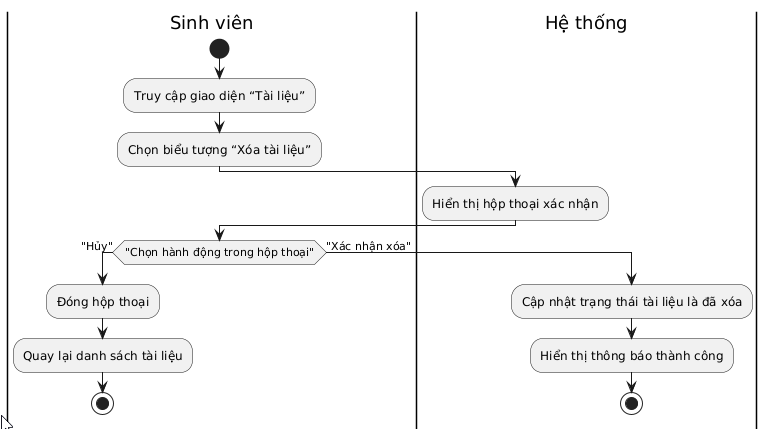 Sinh viên
Hệ thống
Truy cập giao diện “Tài liệu”
Chọn biểu tượng “Xóa tài liệu”
Hiển thị hộp thoại xác nhận
"Hủy"
"Chọn hành động trong hộp thoại"
"Xác nhận xóa"
Đóng hộp thoại
Cập nhật trạng thái tài liệu là đã xóa
Quay lại danh sách tài liệu
Hiển thị thông báo thành công